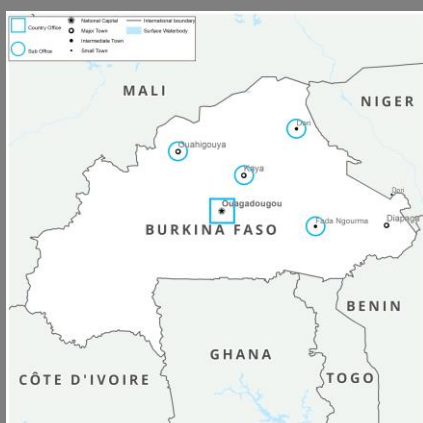 Country Office
National Capital
International boundary
Major Town
Surface Waterbody
Intermediate Town
Sub Office
Small Town
MALI
NIGER
Dori
Ouahigouya
Kaya
Ouagadougou
Fada Ngourma
Diapaga
BURKINA FASO
BENIN
GHANA
CÔTE D'IVOIRE
TOGO